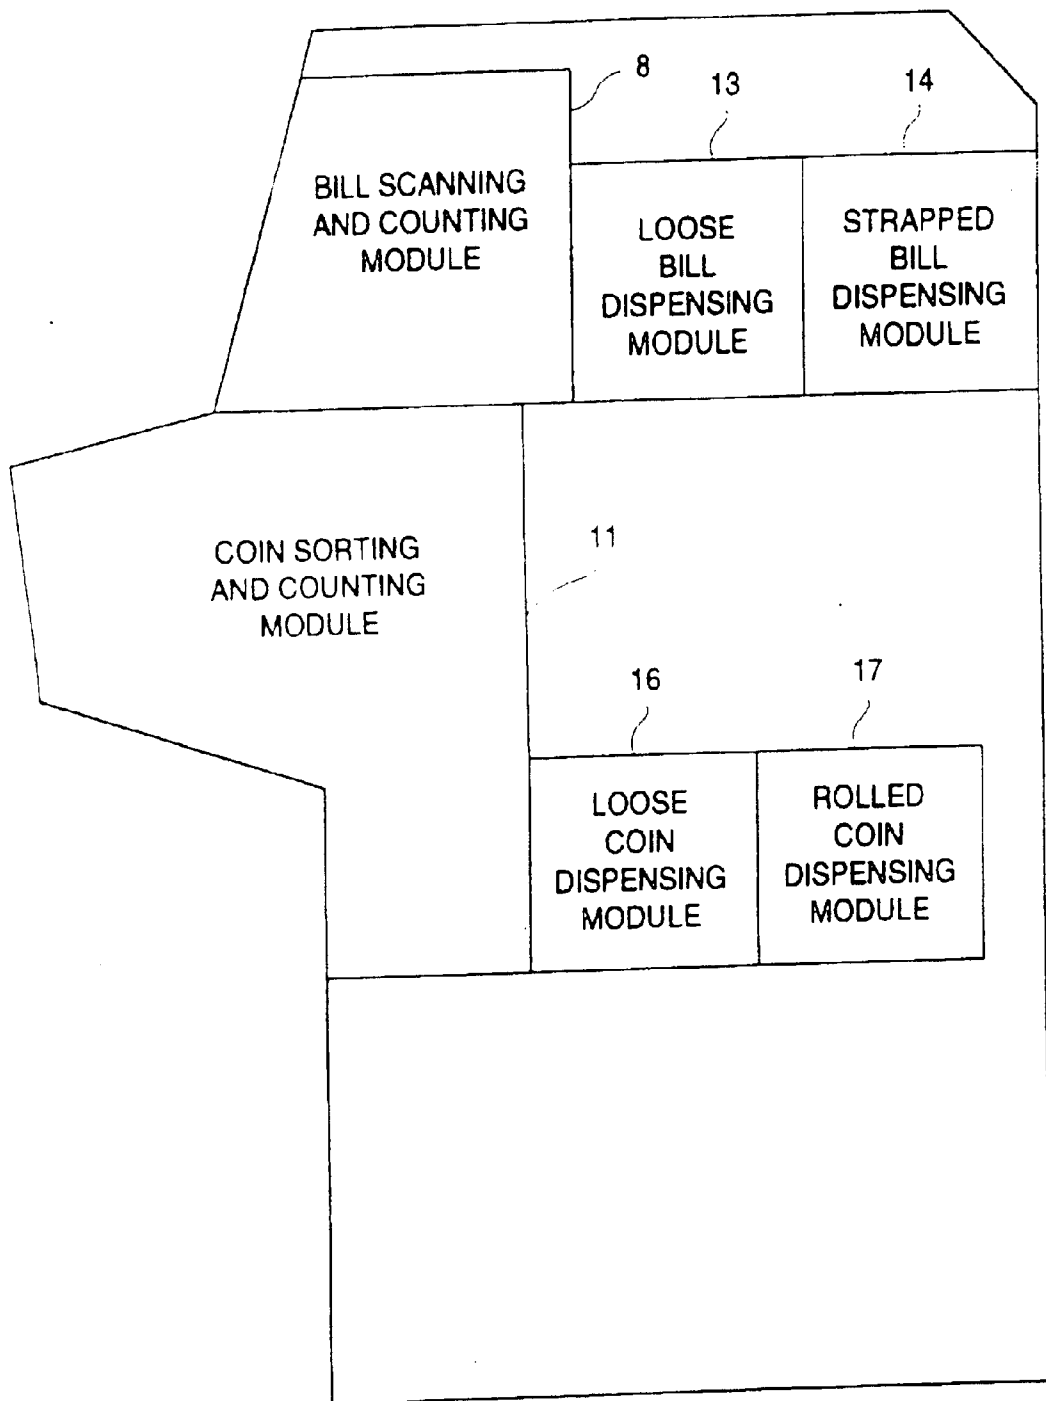 8
13
14
BILL SCANNING
AND COUNTING
MODULE
LOOSE
BILL
DISPENSING
MODULE
STRAPPED
BILL
DISPENSING
MODULE
COIN SORTING
AND COUNTING
MODULE
11
16
17
LOOSE
COIN
DISPENSING
MODULE
ROLLED
COIN
DISPENSING
MODULE